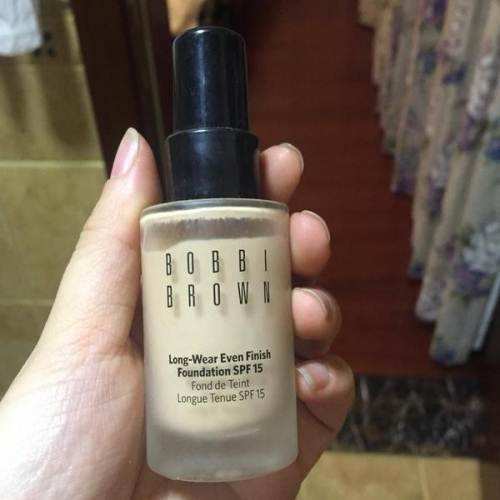 BOBBI
BROWN
Long-Wear Even Finish
Foundation SPF 15
Fond de Teint
Longue Tenue SPF 15